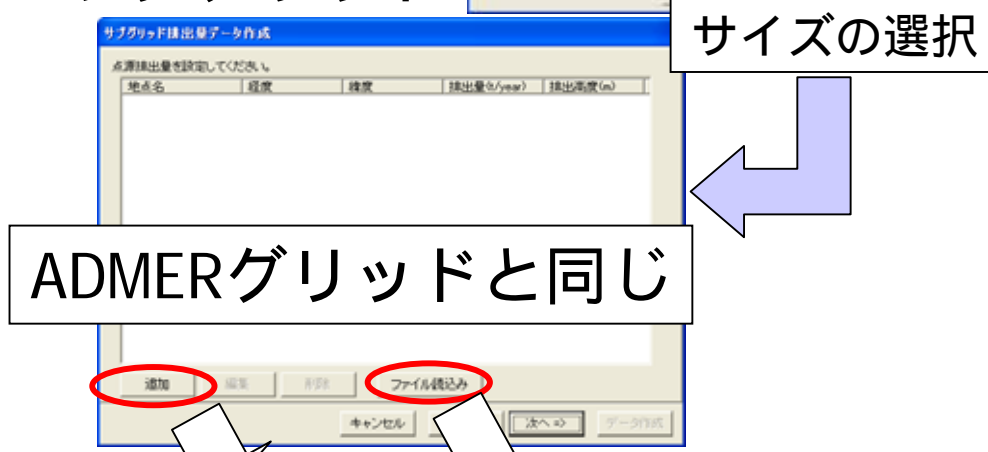 サイズの選択
サブグリッド排出量データ作成
点源排出量を設定してください。
地点名 経度 緯度 排出量(t/year) 排出高度(m)
ADMERグリッドと同じ
追加 編集 削除 ファイル読込み
キャンセル 次へ => データ作成